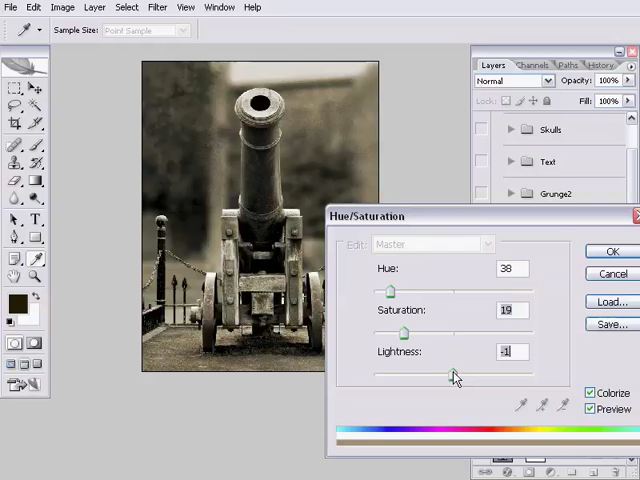 File Edit Image Layer Select Filter View Window Help
Sample Size: Point Sample
Layers Channels Paths History
Normal Opacity: 100%
Lock: Fill: 100%
Skulls
Text
Grunge2
Hue/Saturation
Edit: Master
OK
Hue: 38
Cancel
Load...
Saturation: 19
Save...
Lightness: -1
Colorize
Preview